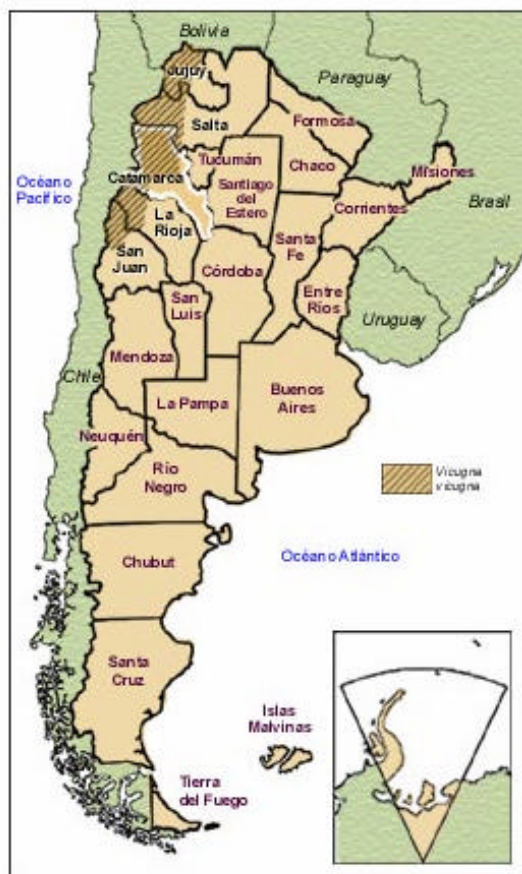 Bolivia
Jujuy
Paraguay
Salta
Formosa
Tucumán
Chaco
Misiones
Catamarca
Océano
Pacífico
Santiago
del
Estero
Corrientes
Brasil
La
Rioja
Santa
Fe
San
Juan
Córdoba
San
Luis
Entre
Ríos
Uruguay
Mendoza
Chile
La Pampa
Buenos
Aires
Neuquén
Río
Negro
Vicugna
vicugna
Océano Atlántico
Chubut
Santa
Cruz
Islas
Malvinas
Tierra
del Fuego